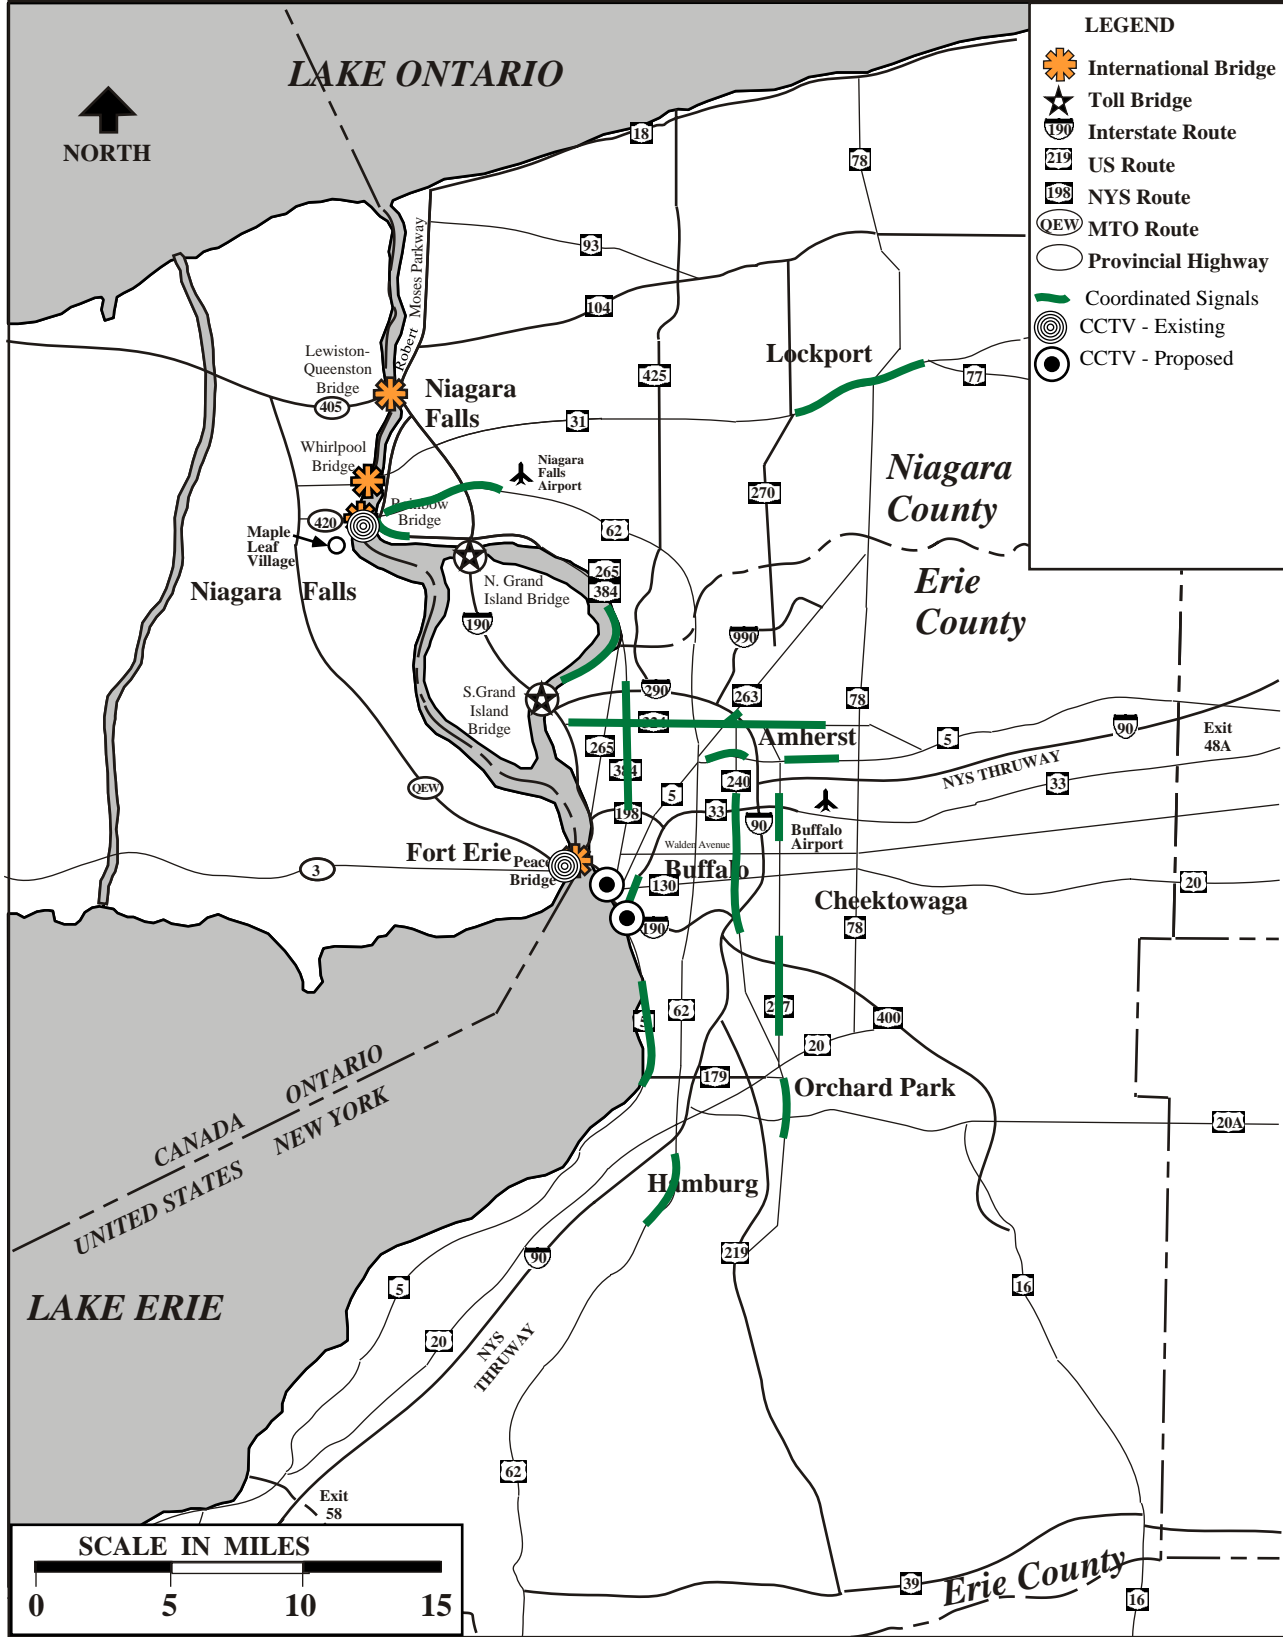 LEGEND
International Bridge
Toll Bridge
190 Interstate Route
219 US Route
198 NYS Route
QEW MTO Route
Provincial Highway
Coordinated Signals
CCTV - Existing
CCTV - Proposed
LAKE ONTARIO
NORTH
18
78
Robert Moses Parkway
93
104
Lewiston-
Queenston
Bridge
405
Niagara
Falls
425
Lockport
77
31
Whirlpool
Bridge
Niagara
Falls
Airport
Niagara
County
270
Rainbow
Bridge
420
Maple
Leaf
Village
62
Niagara Falls
N. Grand
Island Bridge
265
384
Erie
County
190
990
S.Grand
Island
Bridge
290
263
78
324
Amherst
5
90
Exit
48A
265
384
240
NYS THRUWAY
33
QEW
5
198
33
90
Buffalo
Airport
Walden Avenue
Fort Erie
Peace
Bridge
3
Buffalo
130
20
Cheektowaga
190
78
62
5
400
20
179
Orchard Park
20A
CANADA
ONTARIO
UNITED STATES
NEW YORK
Hamburg
219
90
5
16
LAKE ERIE
20
NYS
THRUWAY
62
Exit
58
39
Erie County
16
SCALE IN MILES
0 5 10 15